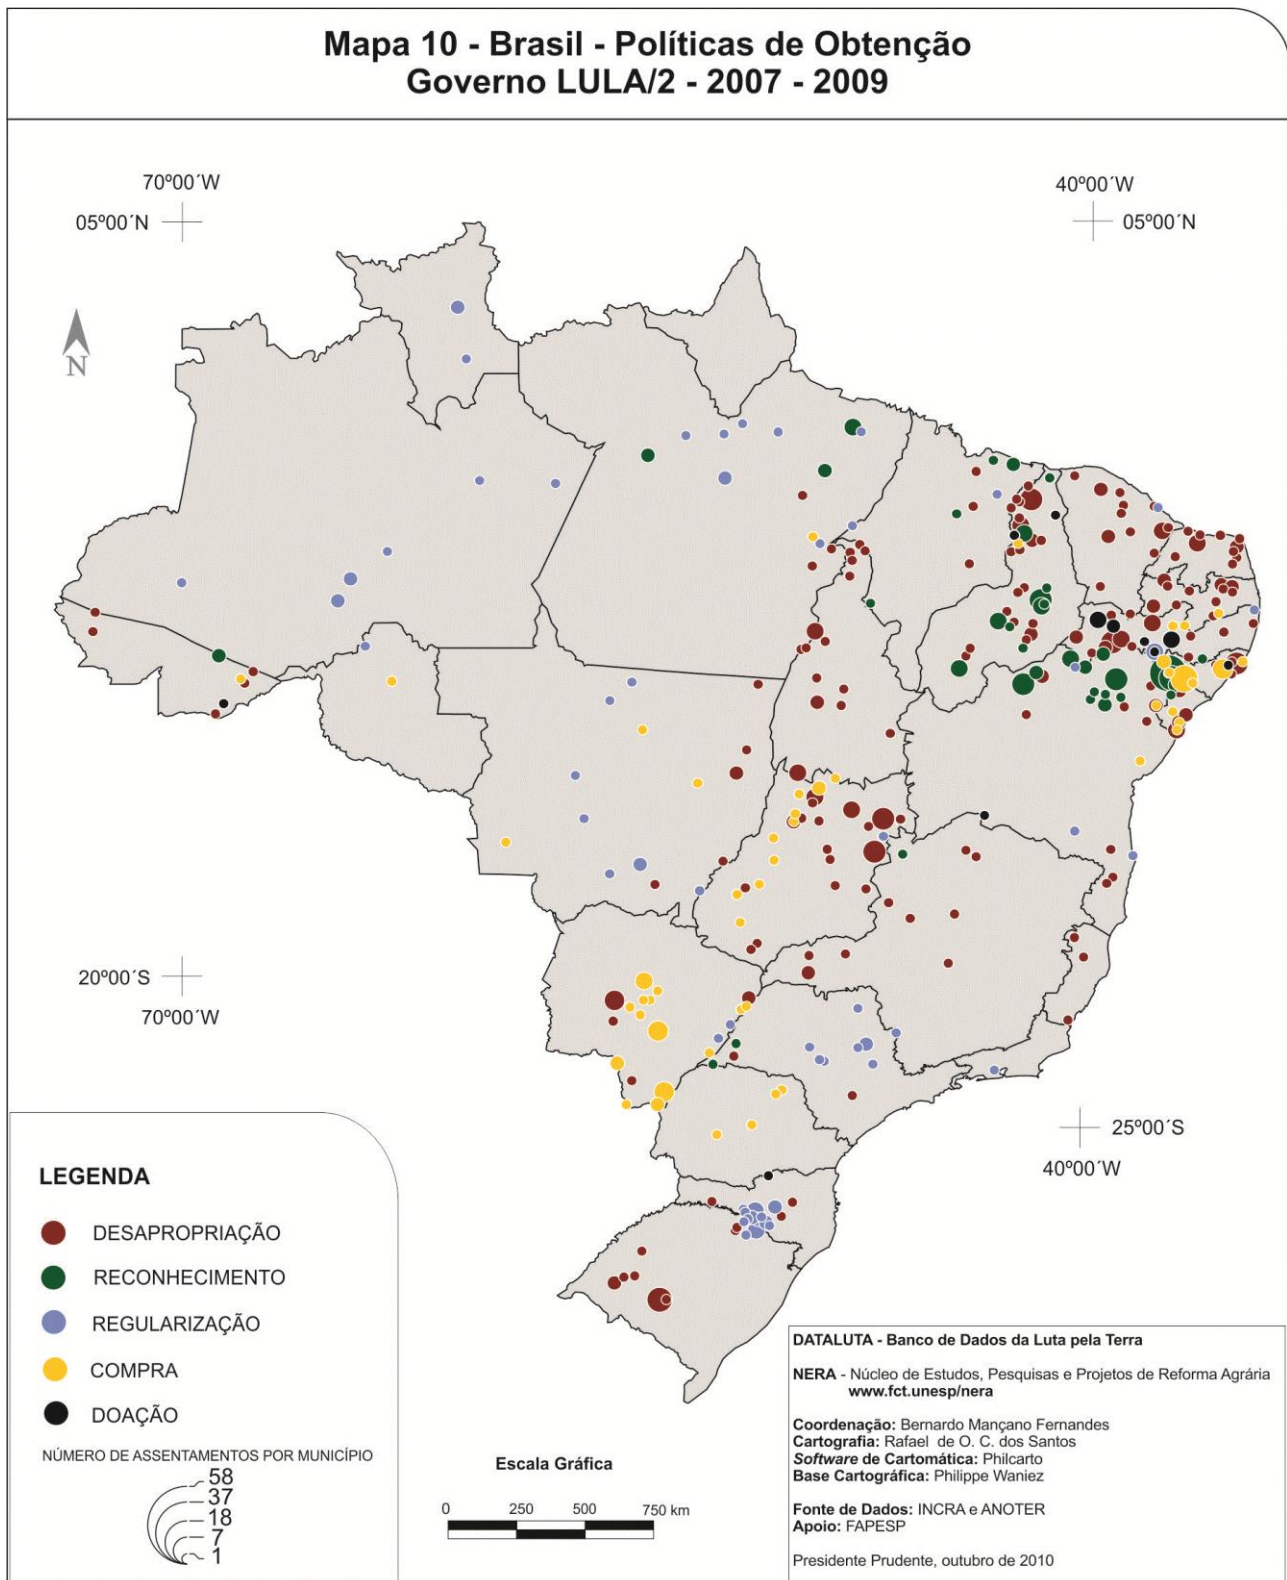 Mapa 10 - Brasil - Políticas de Obtenção
Governo LULA/2 - 2007 - 2009
70º00´W
40º00´W
05º00´N
05º00´N
N
20º00´S
70º00´W
25º00´S
40º00´W
LEGENDA
DESAPROPRIAÇÃO
RECONHECIMENTO
REGULARIZAÇÃO
COMPRA
DOAÇÃO
NÚMERO DE ASSENTAMENTOS POR MUNICÍPIO
58
37
18
7
1
Escala Gráfica
0 250 500 750 km
DATALUTA - Banco de Dados da Luta pela Terra
NERA - Núcleo de Estudos, Pesquisas e Projetos de Reforma Agrária
www.fct.unesp/nera
Coordenação: Bernardo Mançano Fernandes
Cartografia: Rafael de O. C. dos Santos
Software de Cartomática: Philcarto
Base Cartográfica: Philippe Waniez
Fonte de Dados: INCRA e ANOTER
Apoio: FAPESP
Presidente Prudente, outubro de 2010